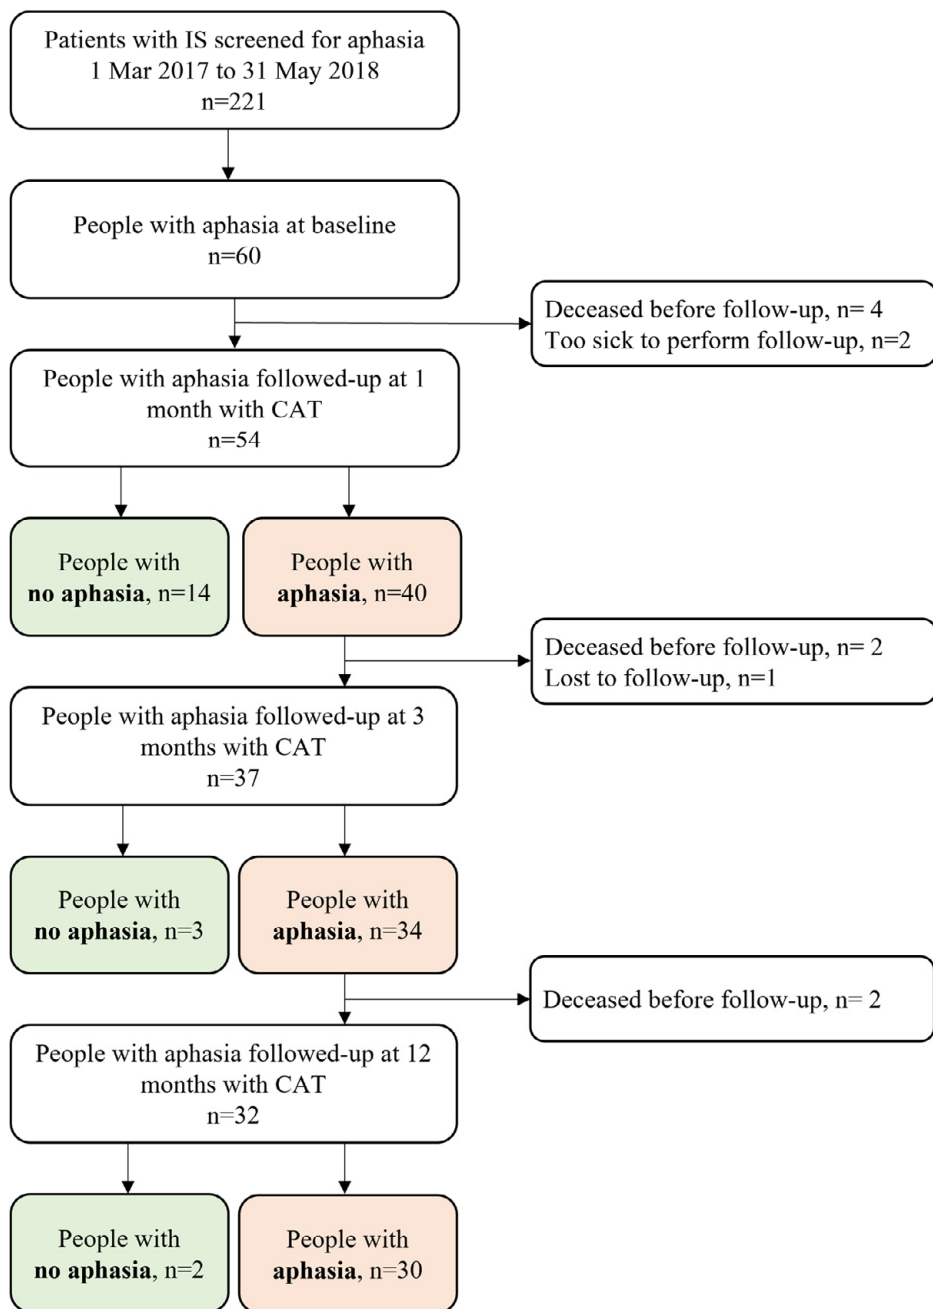 Patients with IS screened for aphasia
1 Mar 2017 to 31 May 2018
n=221
People with aphasia at baseline
n=60
Deceased before follow-up, n= 4
Too sick to perform follow-up, n=2
People with aphasia followed-up at 1
month with CAT
n=54
People with
no aphasia, n=14
People with
aphasia, n=40
Deceased before follow-up, n= 2
Lost to follow-up, n=1
People with aphasia followed-up at 3
months with CAT
n=37
People with
no aphasia, n=3
People with
aphasia, n=34
Deceased before follow-up, n= 2
People with aphasia followed-up at 12
months with CAT
n=32
People with
no aphasia, n=2
People with
aphasia, n=30